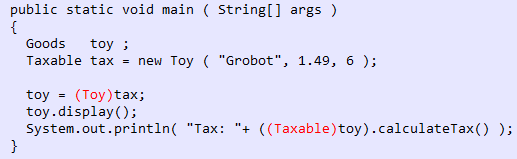 public static void main ( String[] args )
{
  Goods   toy ;
  Taxable tax = new Toy ( "Grobot", 1.49, 6 );
  toy = (Toy)tax;
  toy.display();
  System.out.println( "Tax: "+ ((Taxable)toy).calculateTax() );
}